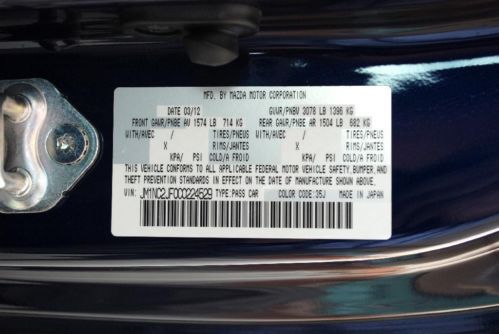 MFD. BY MAZDA MOTOR CORPORATION
DATE 03/12 GVWR/PNBV 3078 LB 1396 KG
FRONT GAWR/PNBE AV 1574 LB 714 KG REAR GAWR/PNBE AR 1504 LB 682 KG
WITH/AVEC / TIRES/PNEUS WITH/AVEC / TIRES/PNEUS
X RIMS/JANTES X RIMS/JANTES
KPA/ PSI COLD/A FROID KPA/ PSI COLD/A FROID
THIS VEHICLE CONFORMS TO ALL APPLICABLE FEDERAL MOTOR VEHICLE SAFETY,BUMPER,AND
THEFT PREVENTION STANDARDS IN EFFECT ON THE DATE OF MANUFACTURE SHOWN ABOVE.
VIN: JM1NC2JF0C0224529 TYPE:PASS CAR COLOR CODE:35J MADE IN JAPAN